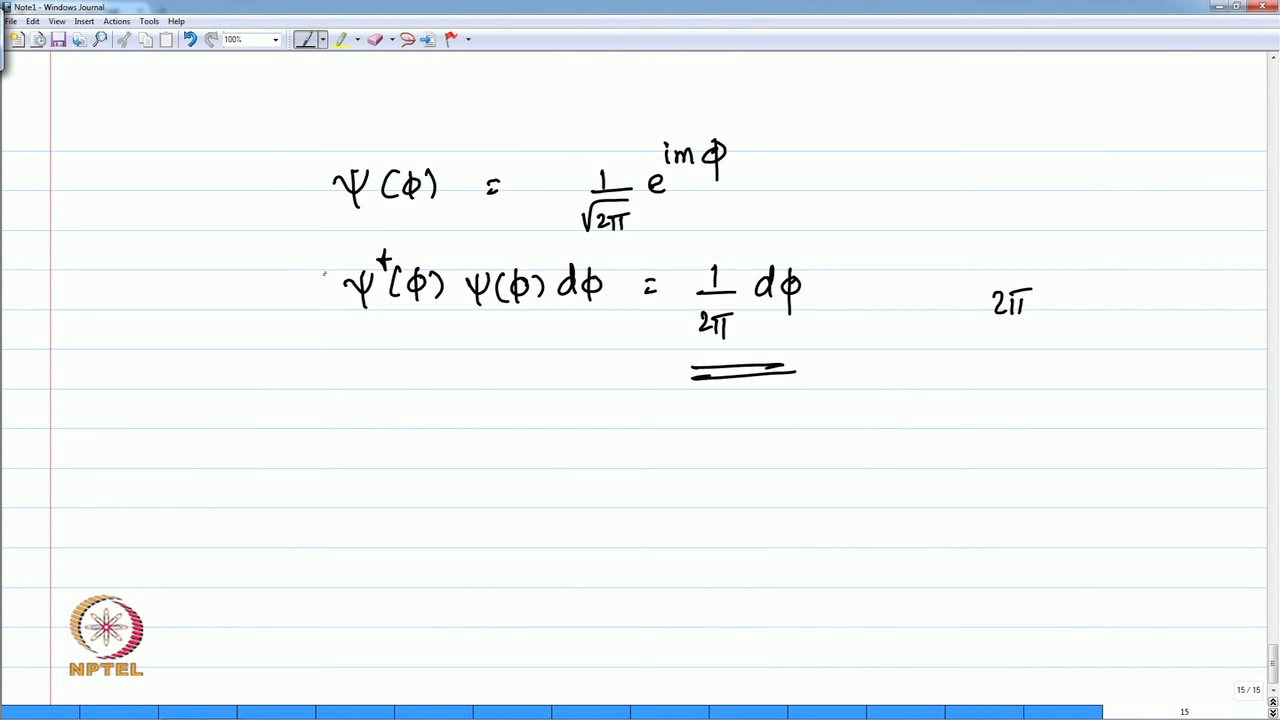 Note1 - Windows Journal
File Edit View Insert Actions Tools Help
100%
Ψ(ϕ) = 1/√2π e^imϕ
Ψ*(ϕ) Ψ(ϕ) dϕ = 1/2π dϕ 2π
NPTEL
15 / 15
15